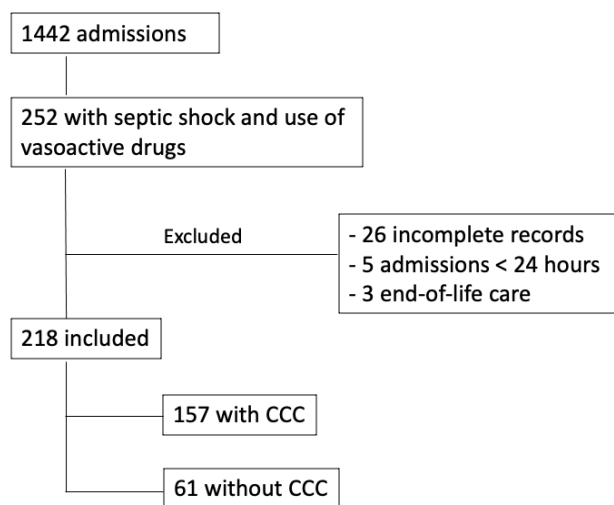 1442 admissions
252 with septic shock and use of
vasoactive drugs
Excluded
- 26 incomplete records
- 5 admissions < 24 hours
- 3 end-of-life care
218 included
157 with CCC
61 without CCC